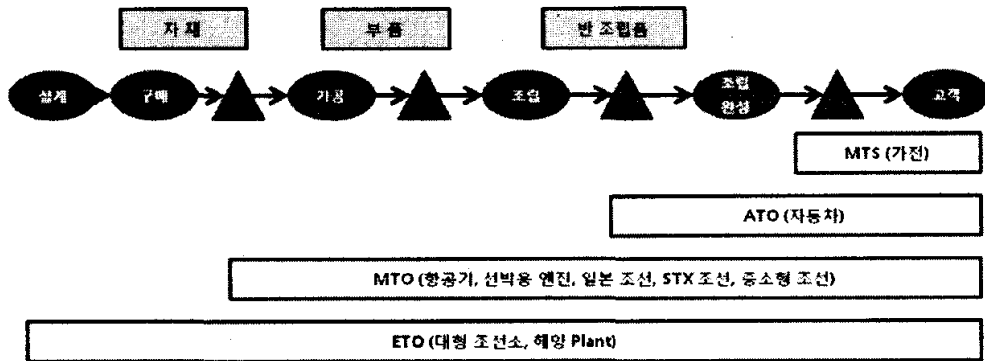 자 재
부 품
반 조립품
설계
구매
가공
조립
조립
완성
고객
MTS (가전)
ATO (자동차)
MTO (항공기, 선박용 엔진, 일본 조선, STX 조선, 중소형 조선)
ETO (대형 조선소, 해양 Plant)